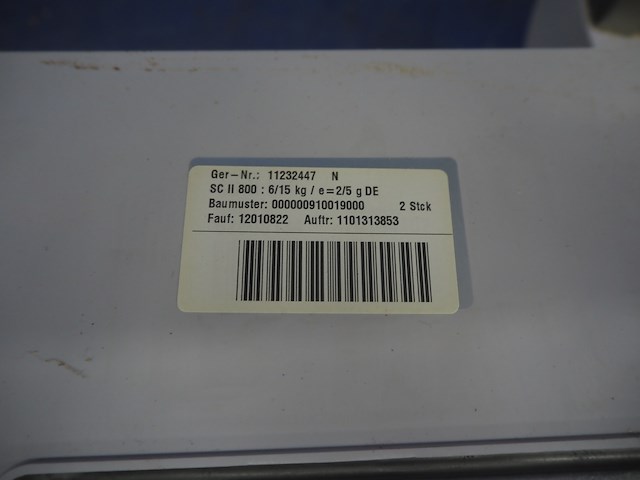 Ger-Nr.: 11232447 N
SC II 800 : 6/15 kg / e=2/5 g DE
Baumuster: 000000910019000 2 Stck
Fauf: 12010822 Auftr: 1101313853